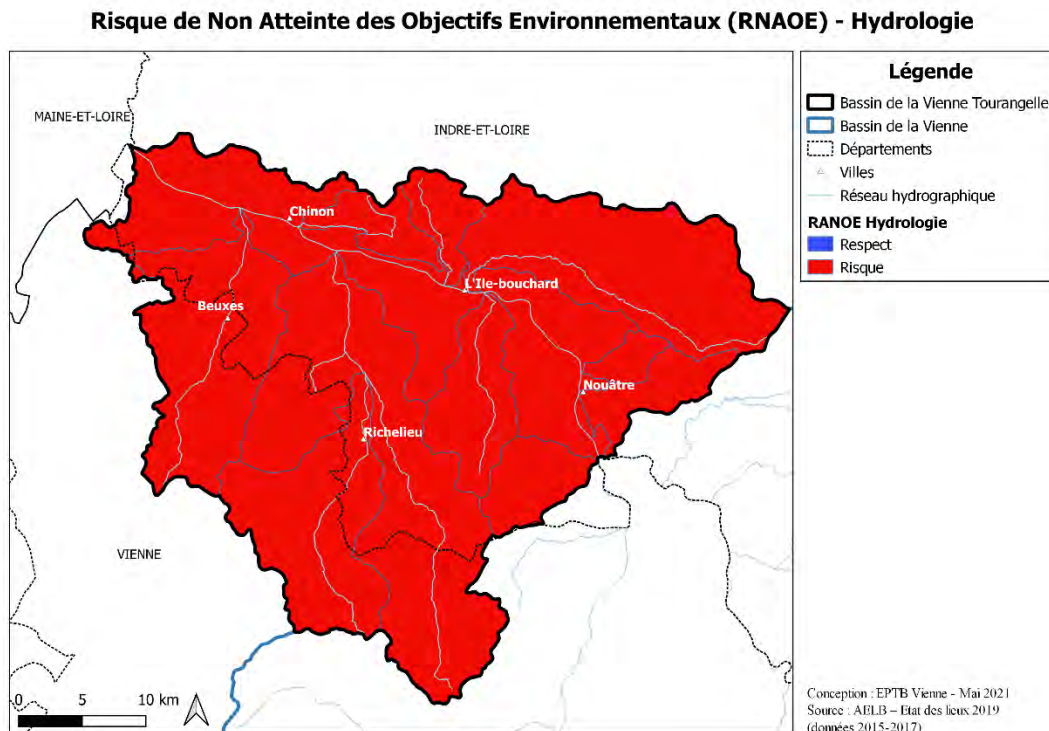 Risque de Non Atteinte des Objectifs Environnementaux (RNAOE) - Hydrologie
MAINE-ET-LOIRE
INDRE-ET-LOIRE
Chinon
L'Ile-bouchard
Beuxes
Nouâtre
Richelieu
VIENNE
0 5 10 km
Légende
Bassin de la Vienne Tourangelle
Bassin de la Vienne
Départements
Villes
Réseau hydrographique
RANOE Hydrologie
Respect
Risque
Conception : EPTB Vienne - Mai 2021
Source : AELB – Etat des lieux 2019
(données 2015-2017)